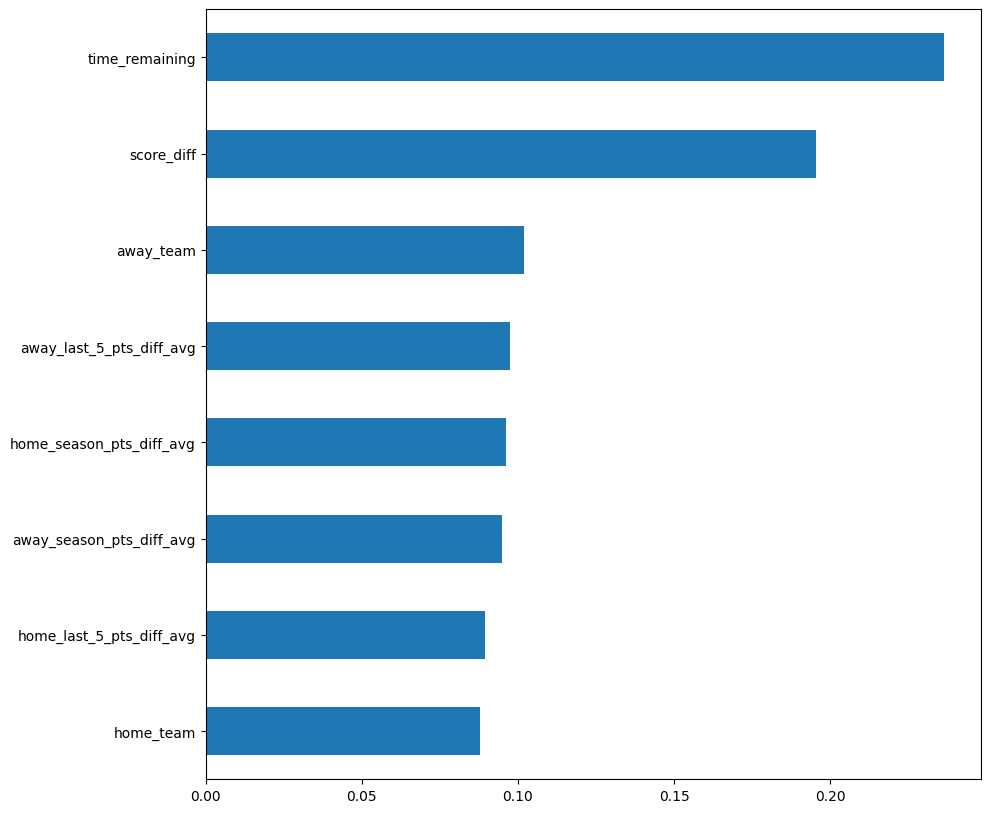 time_remaining
score_diff
away_team
away_last_5_pts_diff_avg
home_season_pts_diff_avg
away_season_pts_diff_avg
home_last_5_pts_diff_avg
home_team
0.00 0.05 0.10 0.15 0.20